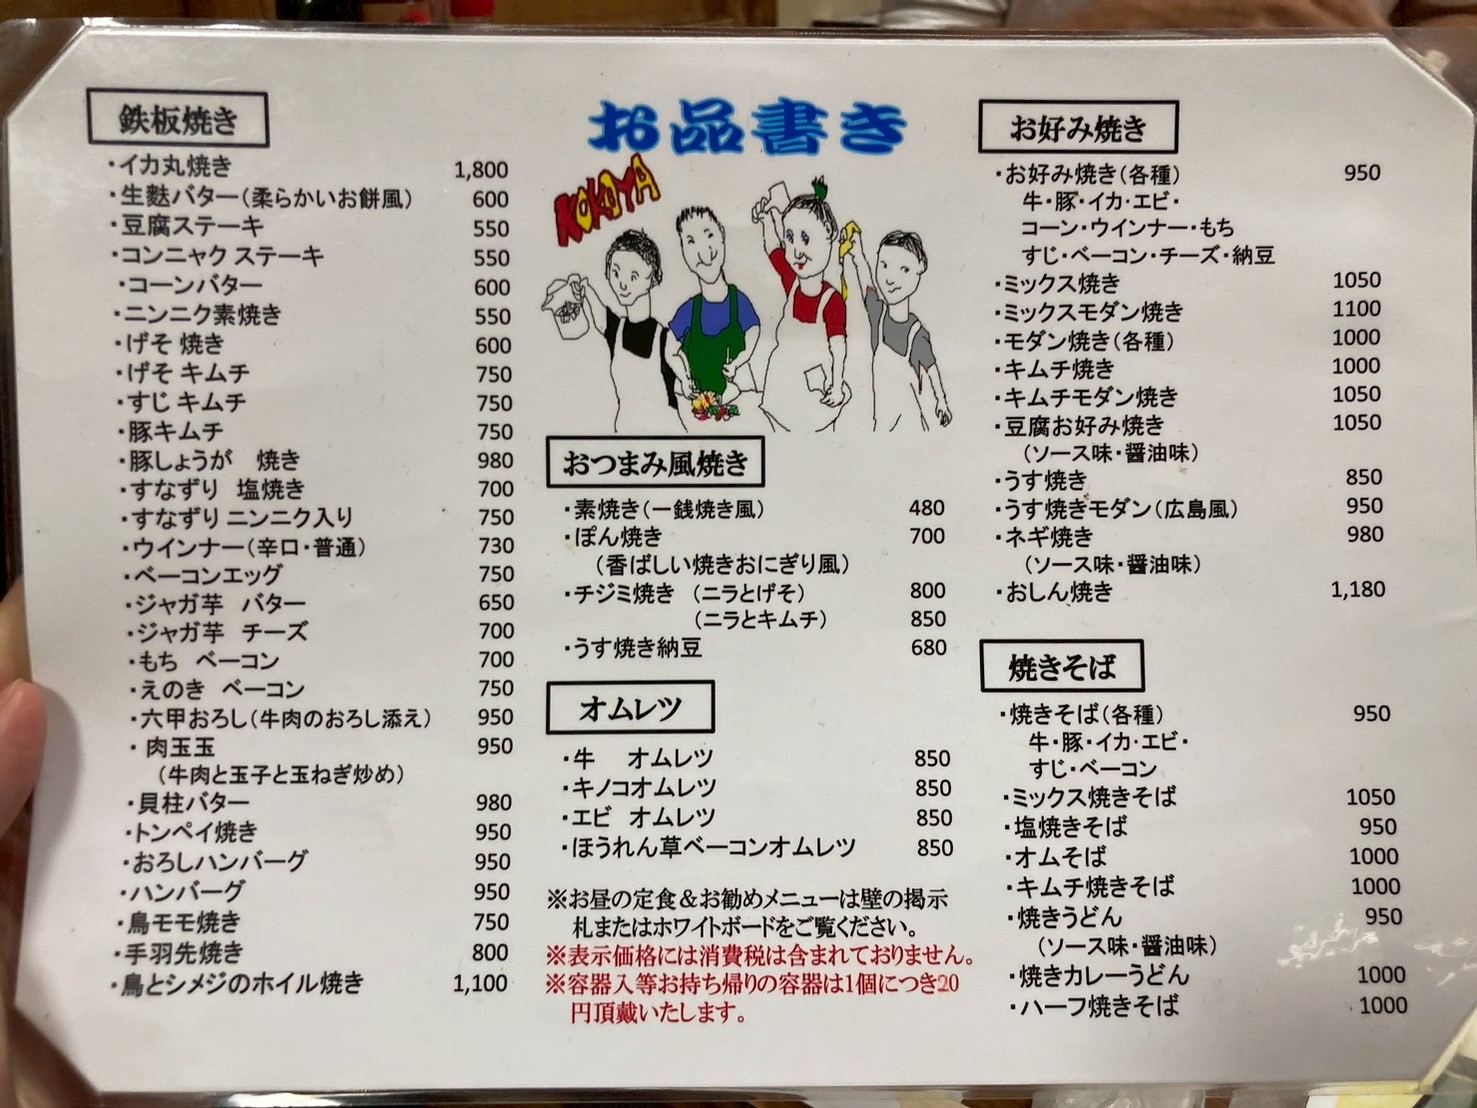 鉄板焼き
・イカ丸焼き 1,800
・生麩バター(柔らかいお餅風) 600
・豆腐ステーキ 550
・コンニャク ステーキ 550
・コーンバター 600
・ニンニク素焼き 550
・げそ 焼き 600
・げそ キムチ 750
・すじ キムチ 750
・豚キムチ 750
・豚しょうが 焼き 980
・すなずり 塩焼き 700
・すなずり ニンニク入り 750
・ウインナー(辛口・普通) 730
・ベーコンエッグ 750
・ジャガ芋 バター 650
・ジャガ芋 チーズ 700
・もち ベーコン 700
・えのき ベーコン 750
・六甲おろし(牛肉のおろし添え) 950
・肉玉玉 950
(牛肉と玉子と玉ねぎ炒め)
・貝柱バター 980
・トンペイ焼き 950
・おろしハンバーグ 950
・ハンバーグ 950
・鳥モモ焼き 750
・手羽先焼き 800
・鳥とシメジのホイル焼き 1,100
お品書き
KOKOYA
おつまみ風焼き
・素焼き(一銭焼き風) 480
・ぽん焼き 700
(香ばしい焼きおにぎり風)
・チジミ焼き (ニラとげそ) 800
(ニラとキムチ) 850
・うす焼き納豆 680
オムレツ
・牛 オムレツ 850
・キノコオムレツ 850
・エビ オムレツ 850
・ほうれん草ベーコンオムレツ 850
※お昼の定食＆お勧めメニューは壁の掲示
札またはホワイトボードをご覧ください。
※表示価格には消費税は含まれておりません。
※容器入等お持ち帰りの容器は1個につき20
円頂戴いたします。
お好み焼き
・お好み焼き(各種) 950
牛・豚・イカ・エビ・
コーン・ウインナー・もち
すじ・ベーコン・チーズ・納豆
・ミックス焼き 1050
・ミックスモダン焼き 1100
・モダン焼き(各種) 1000
・キムチ焼き 1000
・キムチモダン焼き 1050
・豆腐お好み焼き 1050
(ソース味・醤油味)
・うす焼き 850
・うす焼きモダン(広島風) 950
・ネギ焼き 980
(ソース味・醤油味)
・おしん焼き 1,180
焼きそば
・焼きそば(各種) 950
牛・豚・イカ・エビ・
すじ・ベーコン
・ミックス焼きそば 1050
・塩焼きそば 950
・オムそば 1000
・キムチ焼きそば 1000
・焼きうどん 950
(ソース味・醤油味)
・焼きカレーうどん 1000
・ハーフ焼きそば 1000